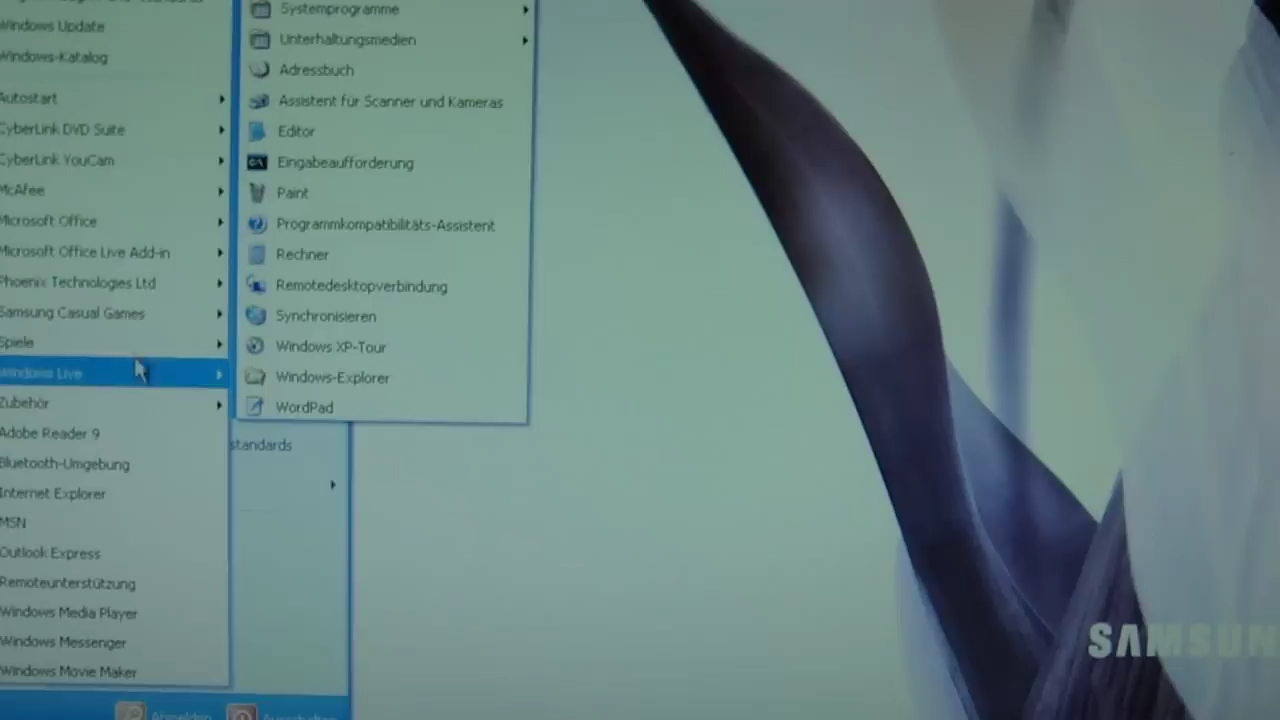 Windows Update
Windows-Katalog
Autostart
CyberLink DVD Suite
CyberLink YouCam
McAfee
Microsoft Office
Microsoft Office Live Add-in
Phoenix Technologies Ltd
Samsung Casual Games
Spiele
Windows Live
Zubehör
Adobe Reader 9
Bluetooth-Umgebung
Internet Explorer
MSN
Outlook Express
Remoteunterstützung
Windows Media Player
Windows Messenger
Windows Movie Maker
Systemprogramme
Unterhaltungsmedien
Adressbuch
Assistent für Scanner und Kameras
Editor
Eingabeaufforderung
Paint
Programmkompatibilitäts-Assistent
Rechner
Remotedesktopverbindung
Synchronisieren
Windows XP-Tour
Windows-Explorer
WordPad
standards
Abmelden
SAMSUN